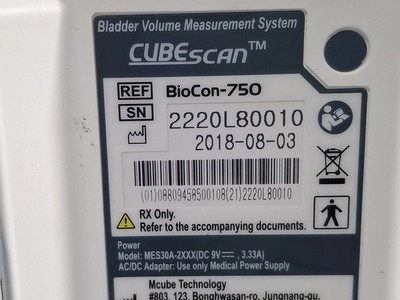 Bladder Volume Measurement System
CUBESCAN™
REF BioCon-750
SN 2220L80010
2018-08-03
(01)08809458500108(21)2220L80010
RX Only.
Refer to the accompanying documents.
Power
Model: MES30A-2XXX(DC 9V⎓, 3.33A)
AC/DC Adapter: Use only Medical Power Supply
Mcube Technology
#803, 123, Bonghwasan-ro, Jungnang-gu,